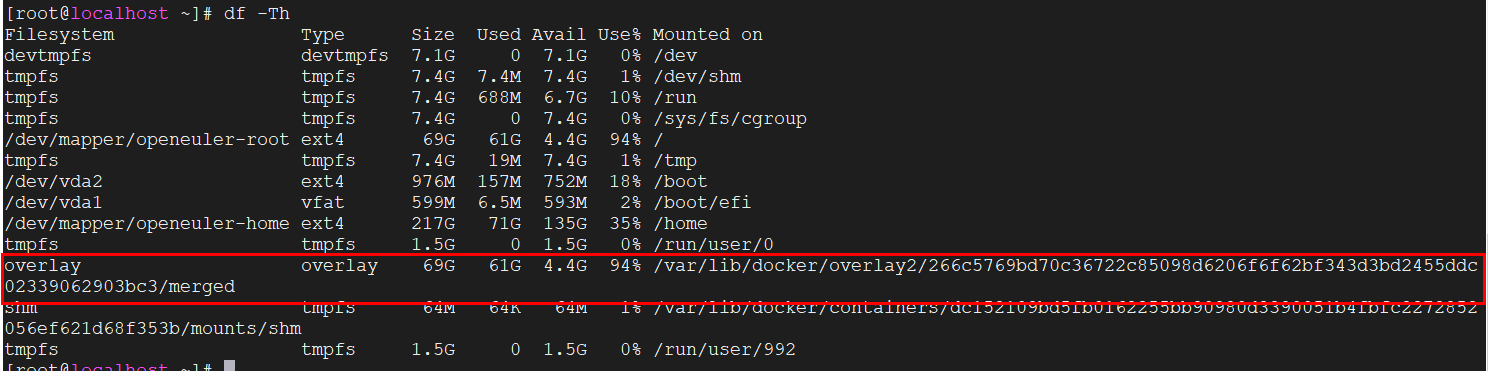 [root@localhost ~]# df -Th
Filesystem                 Type      Size  Used Avail Use% Mounted on
devtmpfs                   devtmpfs  7.1G     0  7.1G   0% /dev
tmpfs                      tmpfs     7.4G  7.4M  7.4G   1% /dev/shm
tmpfs                      tmpfs     7.4G  688M  6.7G  10% /run
tmpfs                      tmpfs     7.4G     0  7.4G   0% /sys/fs/cgroup
/dev/mapper/openeuler-root ext4       69G   61G  4.4G  94% /
tmpfs                      tmpfs     7.4G   19M  7.4G   1% /tmp
/dev/vda2                  ext4      976M  157M  752M  18% /boot
/dev/vda1                  vfat      599M  6.5M  593M   2% /boot/efi
/dev/mapper/openeuler-home ext4      217G   71G  135G  35% /home
tmpfs                      tmpfs     1.5G     0  1.5G   0% /run/user/0
overlay                    overlay    69G   61G  4.4G  94% /var/lib/docker/overlay2/266c5769bd70c36722c85098d6206f6f62bf343d3bd2455ddc
02339062903bc3/merged
shm                        tmpfs      64M   64K   64M   1% /var/lib/docker/containers/dc152109bd5fb0162255bb90980d3390051b4fbfc2272852
056ef621d68f353b/mounts/shm
tmpfs                      tmpfs     1.5G     0  1.5G   0% /run/user/992
[root@localhost ~]#